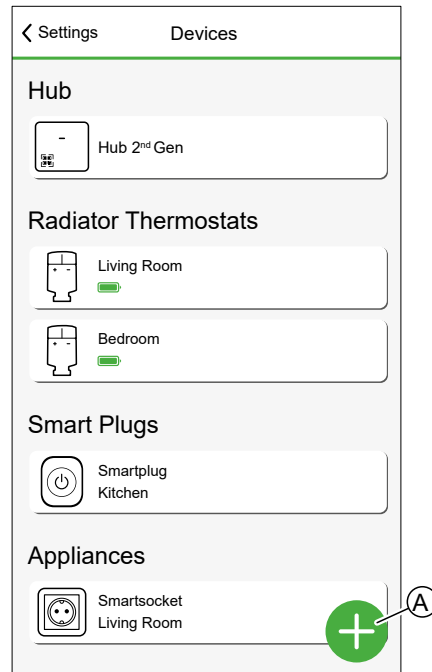 Settings Devices
Hub
Hub 2nd Gen
Radiator Thermostats
Living Room
Bedroom
Smart Plugs
Smartplug
Kitchen
Appliances
Smartsocket
Living Room
A